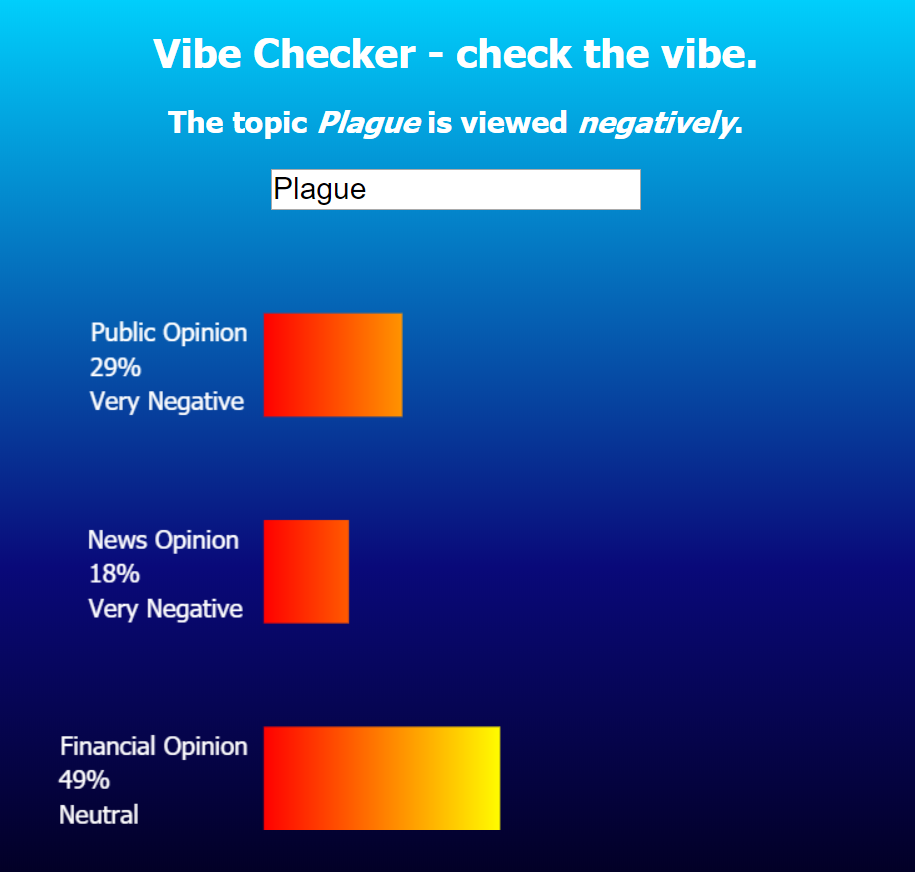 Vibe Checker - check the vibe.
The topic Plague is viewed negatively.
Plague
Public Opinion
29%
Very Negative
News Opinion
18%
Very Negative
Financial Opinion
49%
Neutral